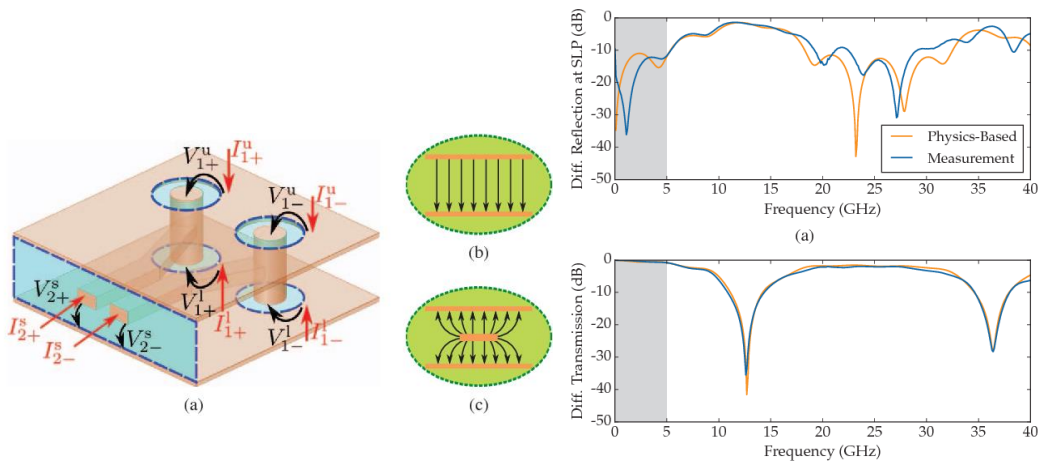 V^u_{1+} I^u_{1+}
V^u_{1-} I^u_{1-}
V^s_{2+} V^l_{1+} I^l_{1+}
I^s_{2+} V^s_{2-} V^l_{1-} I^l_{1-}
I^s_{2-}
(a)
(b)
(c)
Diff. Reflection at SLP (dB)
0
-10
-20
-30
-40
-50
Physics-Based
Measurement
0 5 10 15 20 25 30 35 40
Frequency (GHz)
(a)
Diff. Transmission (dB)
0
-10
-20
-30
-40
-50
0 5 10 15 20 25 30 35 40
Frequency (GHz)